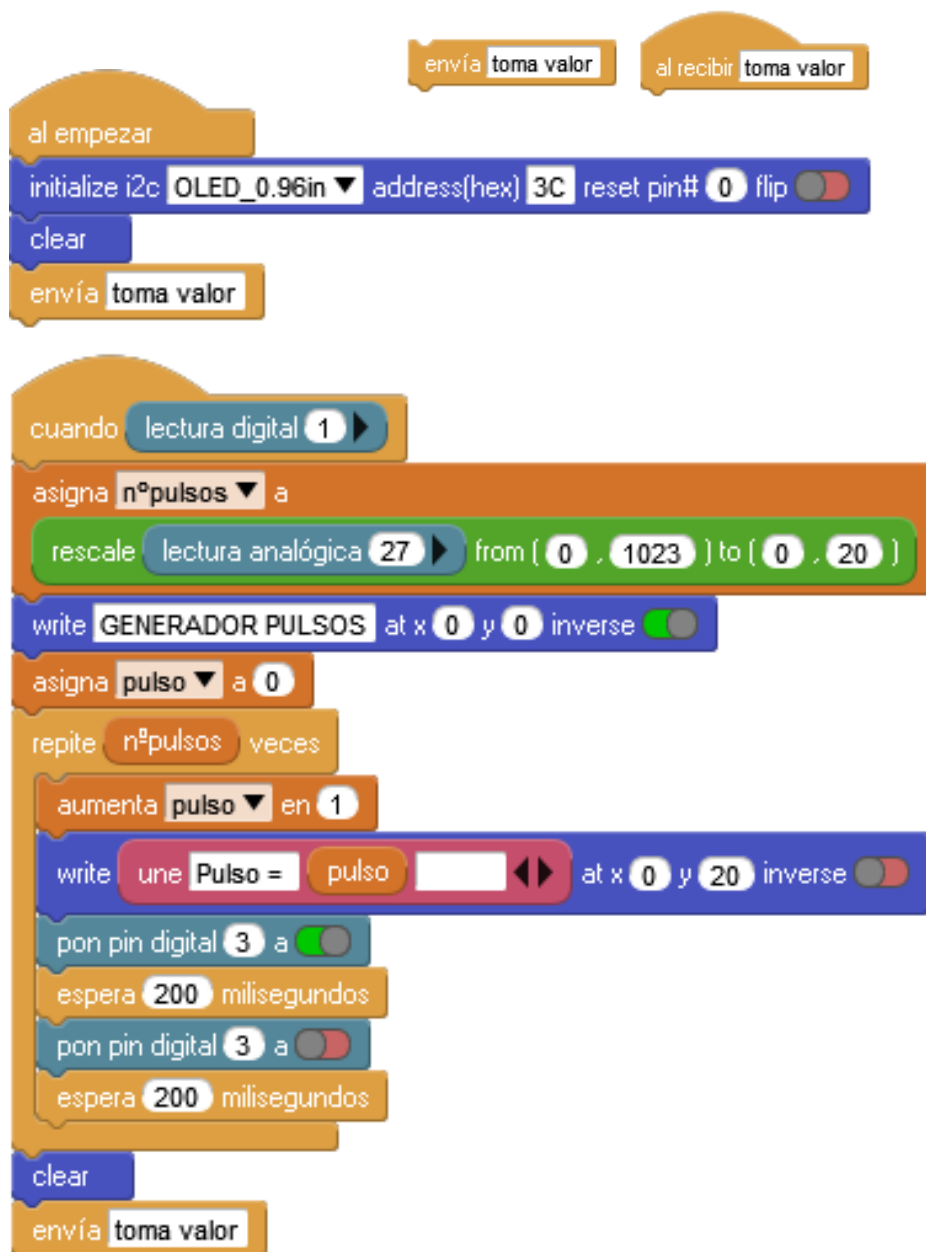 envía toma valor
al recibir toma valor
al empezar
initialize i2c OLED_0.96in address(hex) 3C reset pin# 0 flip
clear
envía toma valor
cuando lectura digital 1
asigna nºpulsos a
rescale lectura analógica 27 from ( 0 , 1023 ) to ( 0 , 20 )
write GENERADOR PULSOS at x 0 y 0 inverse
asigna pulso a 0
repite nºpulsos veces
aumenta pulso en 1
write une Pulso = pulso at x 0 y 20 inverse
pon pin digital 3 a
espera 200 milisegundos
pon pin digital 3 a
espera 200 milisegundos
clear
envía toma valor